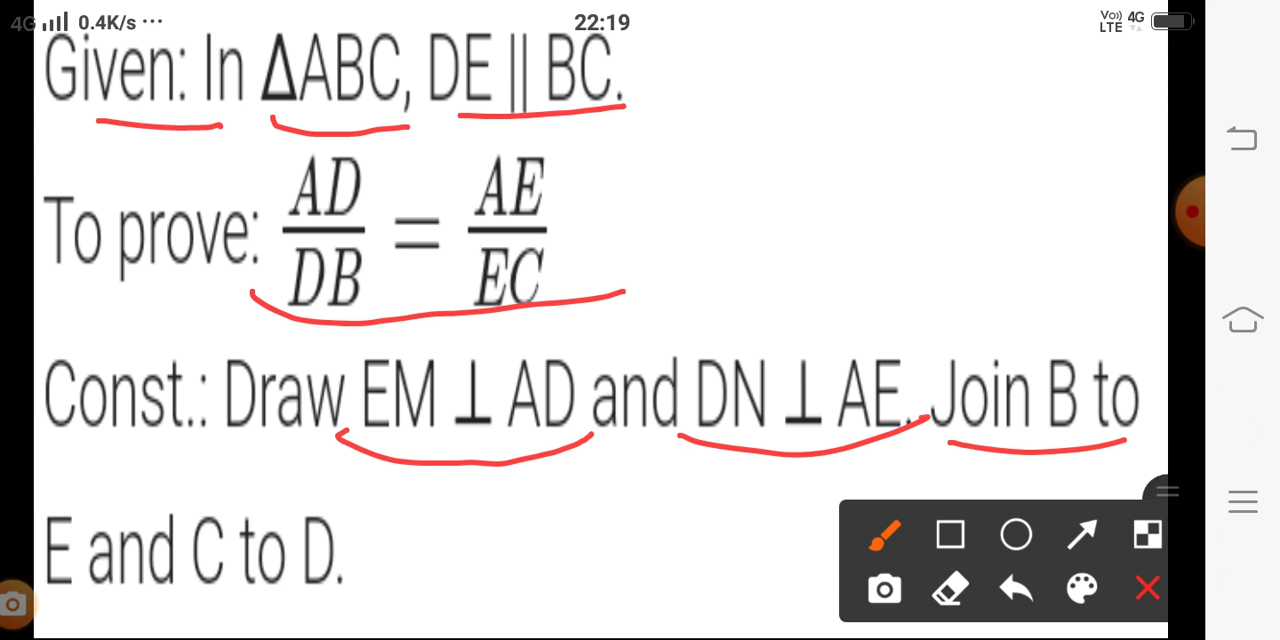 4G 0.4K/s ··· 22:19 Vo)) LTE 4G
Given: In ΔABC, DE || BC.
To prove: AD/DB = AE/EC
Const.: Draw EM ⊥ AD and DN ⊥ AE. Join B to
E and C to D.